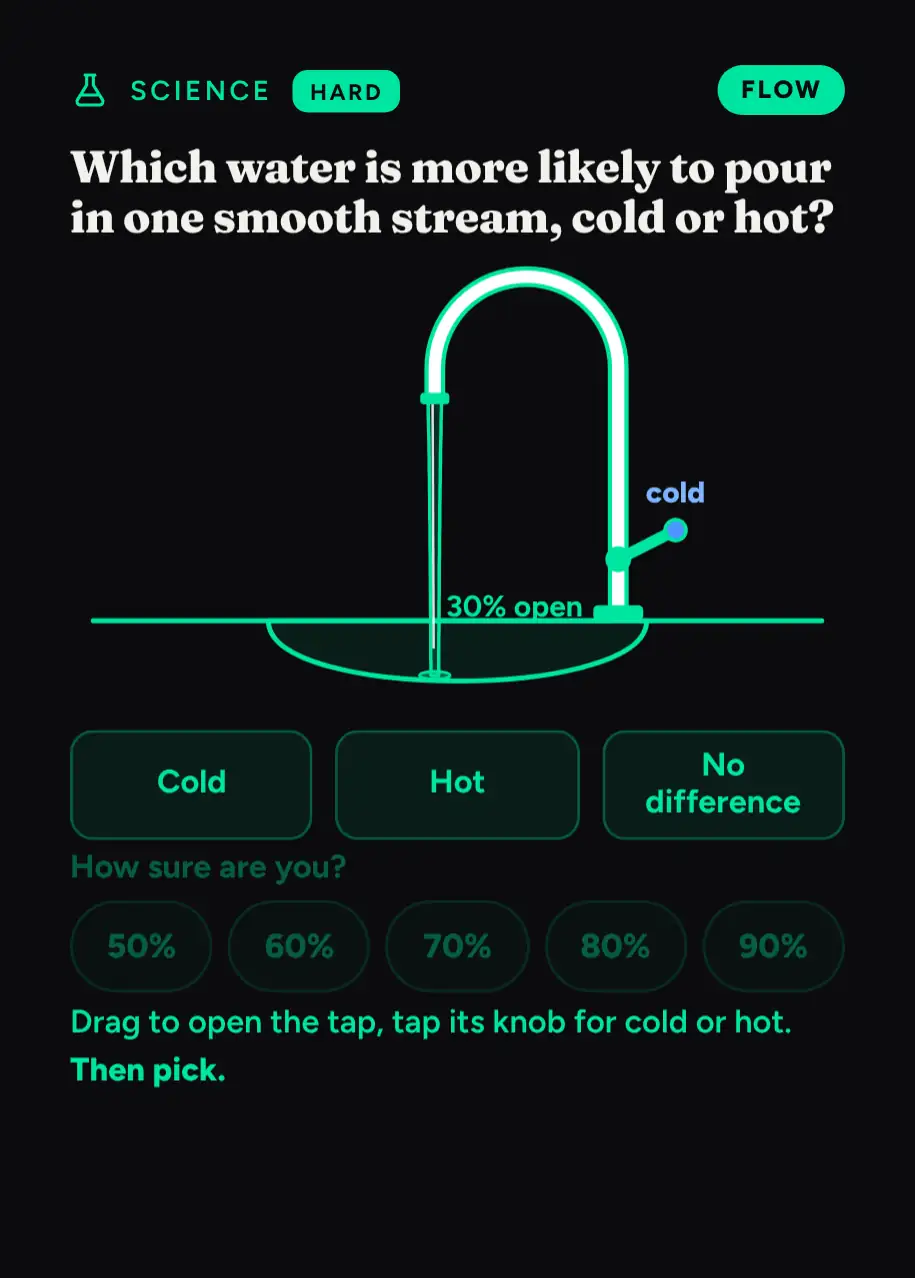 SCIENCE HARD FLOW
Which water is more likely to pour
in one smooth stream, cold or hot?
cold
30% open
Cold
Hot
No
difference
How sure are you?
50% 60% 70% 80% 90%
Drag to open the tap, tap its knob for cold or hot.
Then pick.